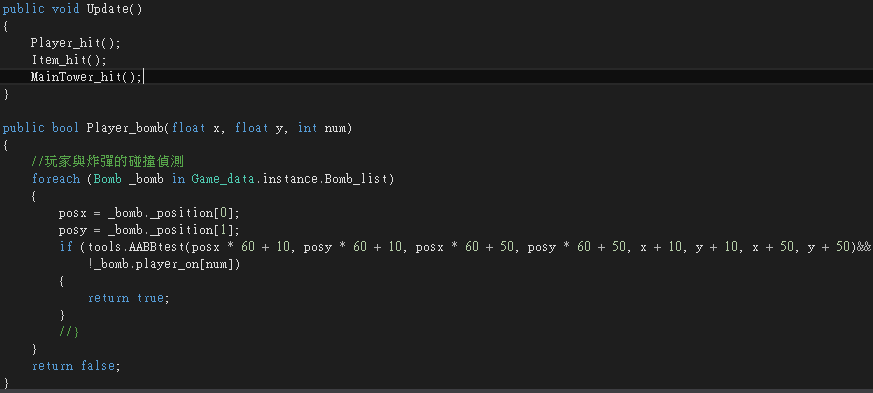 public void Update()
{
    Player_hit();
    Item_hit();
    MainTower_hit();
}
public bool Player_bomb(float x, float y, int num)
{
    //玩家與炸彈的碰撞偵測
    foreach (Bomb _bomb in Game_data.instance.Bomb_list)
    {
        posx = _bomb._position[0];
        posy = _bomb._position[1];
        if (tools.AABBtest(posx * 60 + 10, posy * 60 + 10, posx * 60 + 50, posy * 60 + 50, x + 10, y + 10, x + 50, y + 50)&&
            !_bomb.player_on[num])
        {
            return true;
        }
        //}
    }
    return false;
}